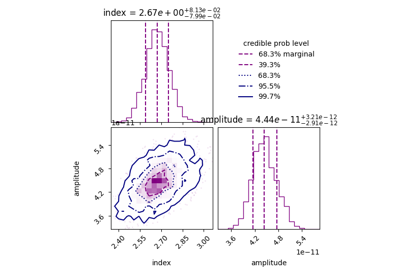 index = 2.67e+00+8.13e−02−7.99e−02
credible prob level
68.3% marginal
39.3%
68.3%
95.5%
99.7%
1e−11
amplitude = 4.44e−11+3.21e−12−2.91e−12
5.4
4.8
4.2
3.6
amplitude
2.40
2.55
2.70
2.85
3.00
index
3.6
4.2
4.8
5.4
1e−11
amplitude